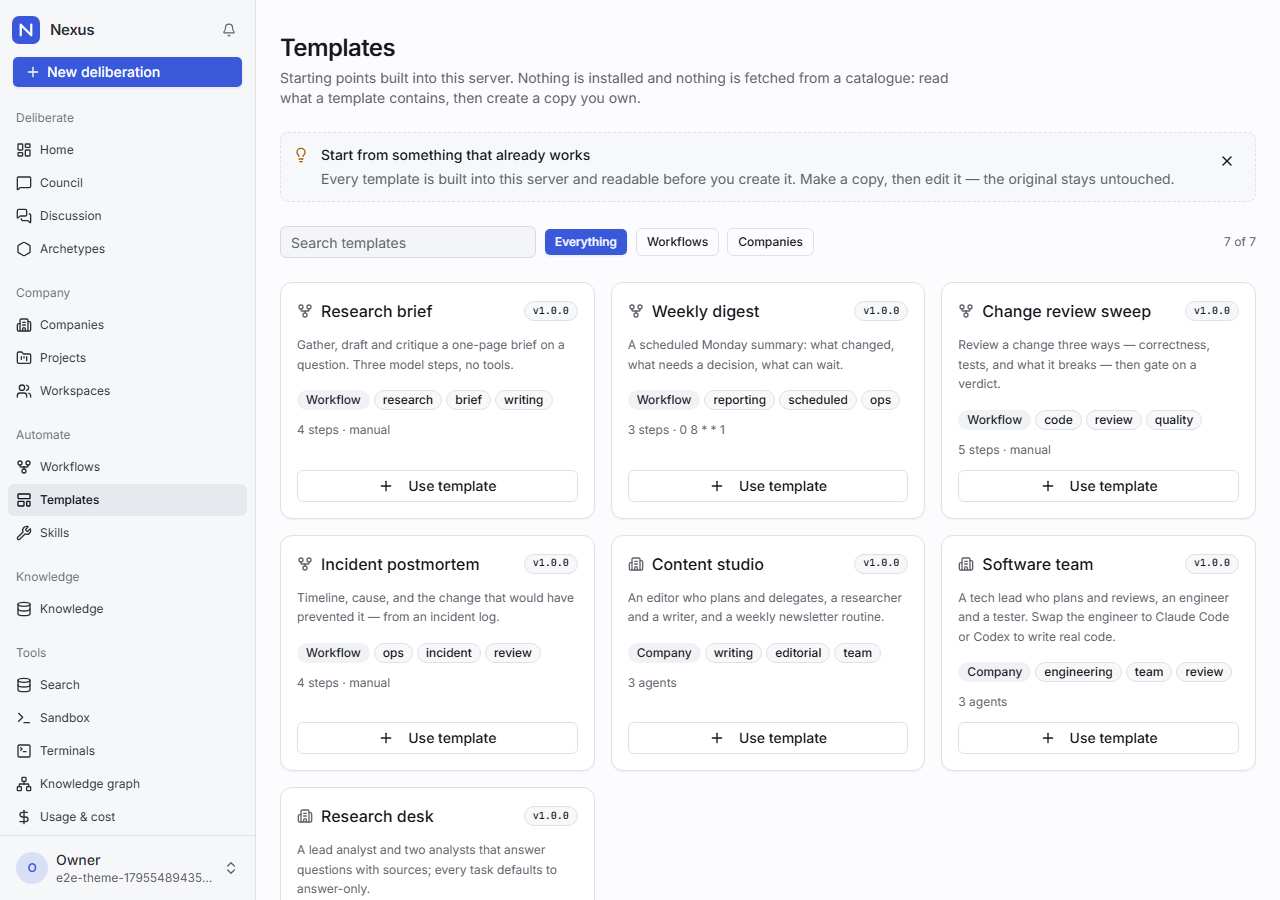 Nexus
New deliberation
Deliberate
Home
Council
Discussion
Archetypes
Company
Companies
Projects
Workspaces
Automate
Workflows
Templates
Skills
Knowledge
Knowledge
Tools
Search
Sandbox
Terminals
Knowledge graph
Usage & cost
O
Owner
e2e-theme-17955489435...
Templates
Starting points built into this server. Nothing is installed and nothing is fetched from a catalogue: read
what a template contains, then create a copy you own.
Start from something that already works
Every template is built into this server and readable before you create it. Make a copy, then edit it — the original stays untouched.
Search templates
Everything
Workflows
Companies
7 of 7
Research brief
v1.0.0
Gather, draft and critique a one-page brief on a
question. Three model steps, no tools.
Workflow research brief writing
4 steps · manual
Use template
Weekly digest
v1.0.0
A scheduled Monday summary: what changed,
what needs a decision, what can wait.
Workflow reporting scheduled ops
3 steps · 0 8 * * 1
Use template
Change review sweep
v1.0.0
Review a change three ways — correctness,
tests, and what it breaks — then gate on a
verdict.
Workflow code review quality
5 steps · manual
Use template
Incident postmortem
v1.0.0
Timeline, cause, and the change that would have
prevented it — from an incident log.
Workflow ops incident review
4 steps · manual
Use template
Content studio
v1.0.0
An editor who plans and delegates, a researcher
and a writer, and a weekly newsletter routine.
Company writing editorial team
3 agents
Use template
Software team
v1.0.0
A tech lead who plans and reviews, an engineer
and a tester. Swap the engineer to Claude Code
or Codex to write real code.
Company engineering team review
3 agents
Use template
Research desk
v1.0.0
A lead analyst and two analysts that answer
questions with sources; every task defaults to
answer-only.